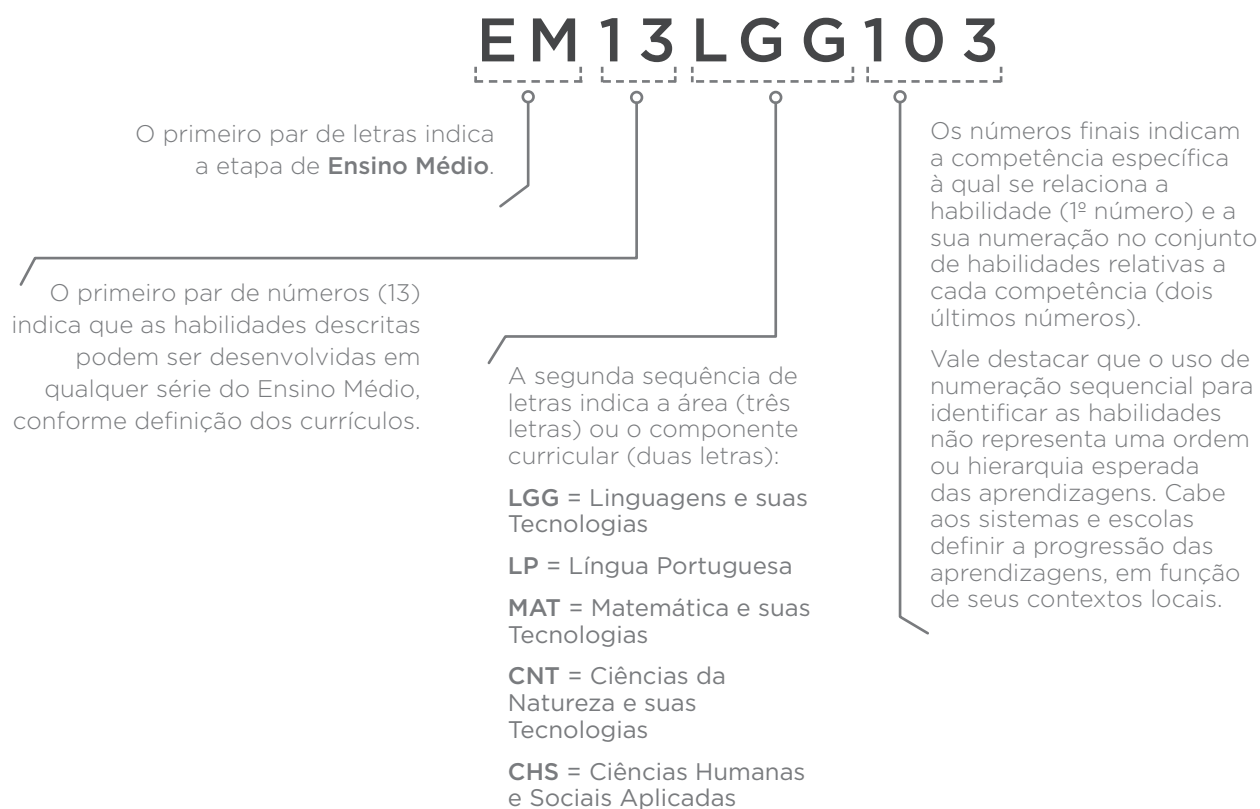 EM13LGG103
O primeiro par de letras indica
a etapa de Ensino Médio.
O primeiro par de números (13)
indica que as habilidades descritas
podem ser desenvolvidas em
qualquer série do Ensino Médio,
conforme definição dos currículos.
A segunda sequência de
letras indica a área (três
letras) ou o componente
curricular (duas letras):
LGG = Linguagens e suas
Tecnologias
LP = Língua Portuguesa
MAT = Matemática e suas
Tecnologias
CNT = Ciências da
Natureza e suas
Tecnologias
CHS = Ciências Humanas
e Sociais Aplicadas
Os números finais indicam
a competência específica
à qual se relaciona a
habilidade (1º número) e a
sua numeração no conjunto
de habilidades relativas a
cada competência (dois
últimos números).
Vale destacar que o uso de
numeração sequencial para
identificar as habilidades
não representa uma ordem
ou hierarquia esperada
das aprendizagens. Cabe
aos sistemas e escolas
definir a progressão das
aprendizagens, em função
de seus contextos locais.